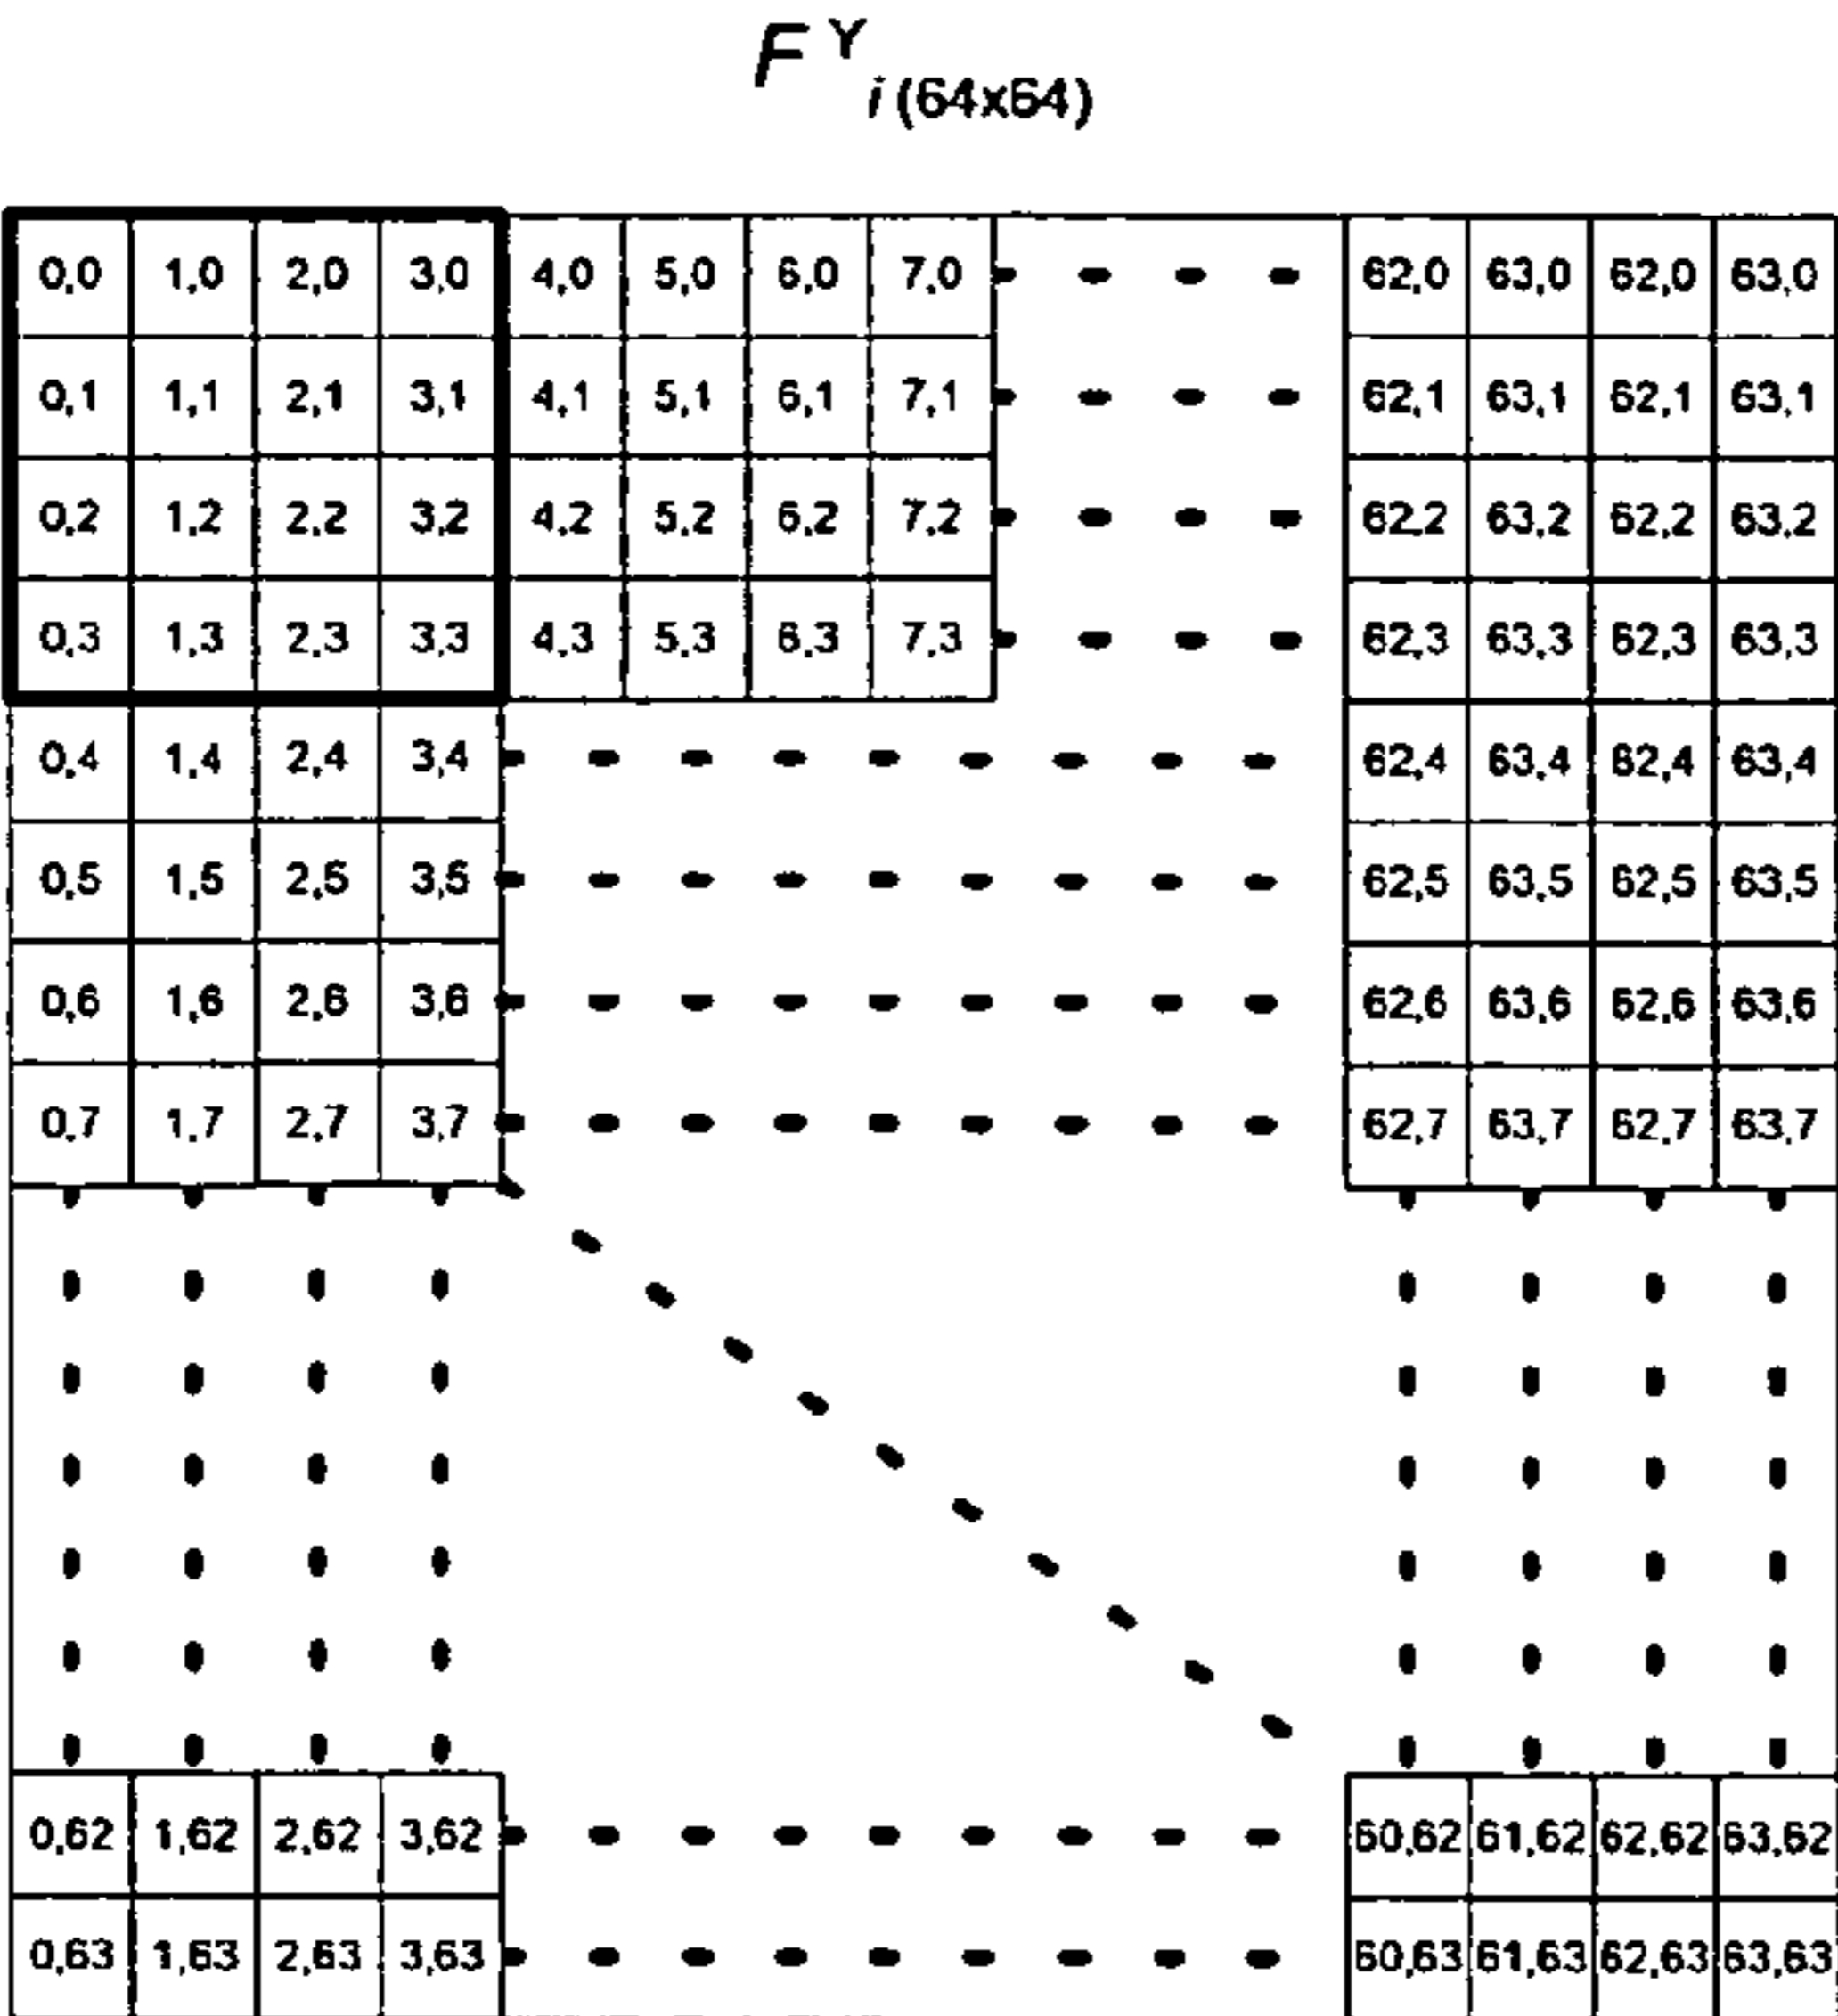 F Y i (64x64)
0,0 1,0 2,0 3,0 4,0 5,0 6,0 7,0 62,0 63,0 62,0 63,0
0,1 1,1 2,1 3,1 4,1 5,1 6,1 7,1 62,1 63,1 62,1 63,1
0,2 1,2 2,2 3,2 4,2 5,2 6,2 7,2 62,2 63,2 62,2 63,2
0,3 1,3 2,3 3,3 4,3 5,3 6,3 7,3 62,3 63,3 62,3 63,3
0,4 1,4 2,4 3,4 62,4 63,4 62,4 63,4
0,5 1,5 2,5 3,5 62,5 63,5 62,5 63,5
0,6 1,6 2,6 3,6 62,6 63,6 62,6 63,6
0,7 1,7 2,7 3,7 62,7 63,7 62,7 63,7
0,62 1,62 2,62 3,62 60,62 61,62 62,62 63,62
0,63 1,63 2,63 3,63 60,63 61,63 62,63 63,63